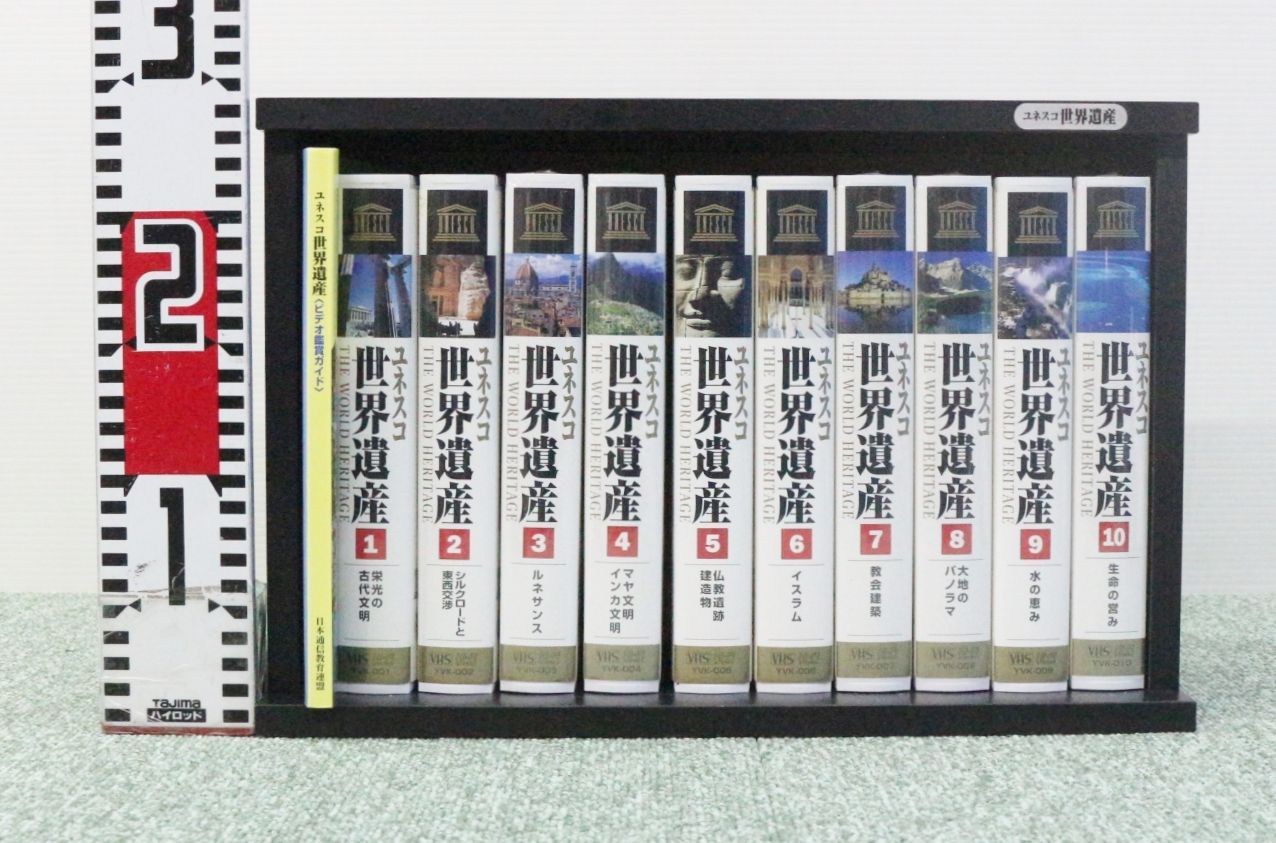 3
2
1
TaJima
ハイロッド
ユネスコ 世界遺産
ユネスコ 世界遺産 〈ビデオ鑑賞ガイド〉
日本通信教育連盟
ユネスコ
世界遺産
THE WORLD HERITAGE
1
栄光の
古代文明
VHS
YVK-001
ユネスコ
世界遺産
THE WORLD HERITAGE
2
シルクロードと
東西交渉
VHS
YVK-002
ユネスコ
世界遺産
THE WORLD HERITAGE
3
ルネサンス
VHS
YVK-003
ユネスコ
世界遺産
THE WORLD HERITAGE
4
マヤ文明
インカ文明
VHS
YVK-004
ユネスコ
世界遺産
THE WORLD HERITAGE
5
仏教遺跡
建造物
VHS
YVK-005
ユネスコ
世界遺産
THE WORLD HERITAGE
6
イスラム
VHS
YVK-006
ユネスコ
世界遺産
THE WORLD HERITAGE
7
教会建築
VHS
YVK-007
ユネスコ
世界遺産
THE WORLD HERITAGE
8
大地の
パノラマ
VHS
YVK-008
ユネスコ
世界遺産
THE WORLD HERITAGE
9
水の恵み
VHS
YVK-009
ユネスコ
世界遺産
THE WORLD HERITAGE
10
生命の営み
VHS
YVK-010